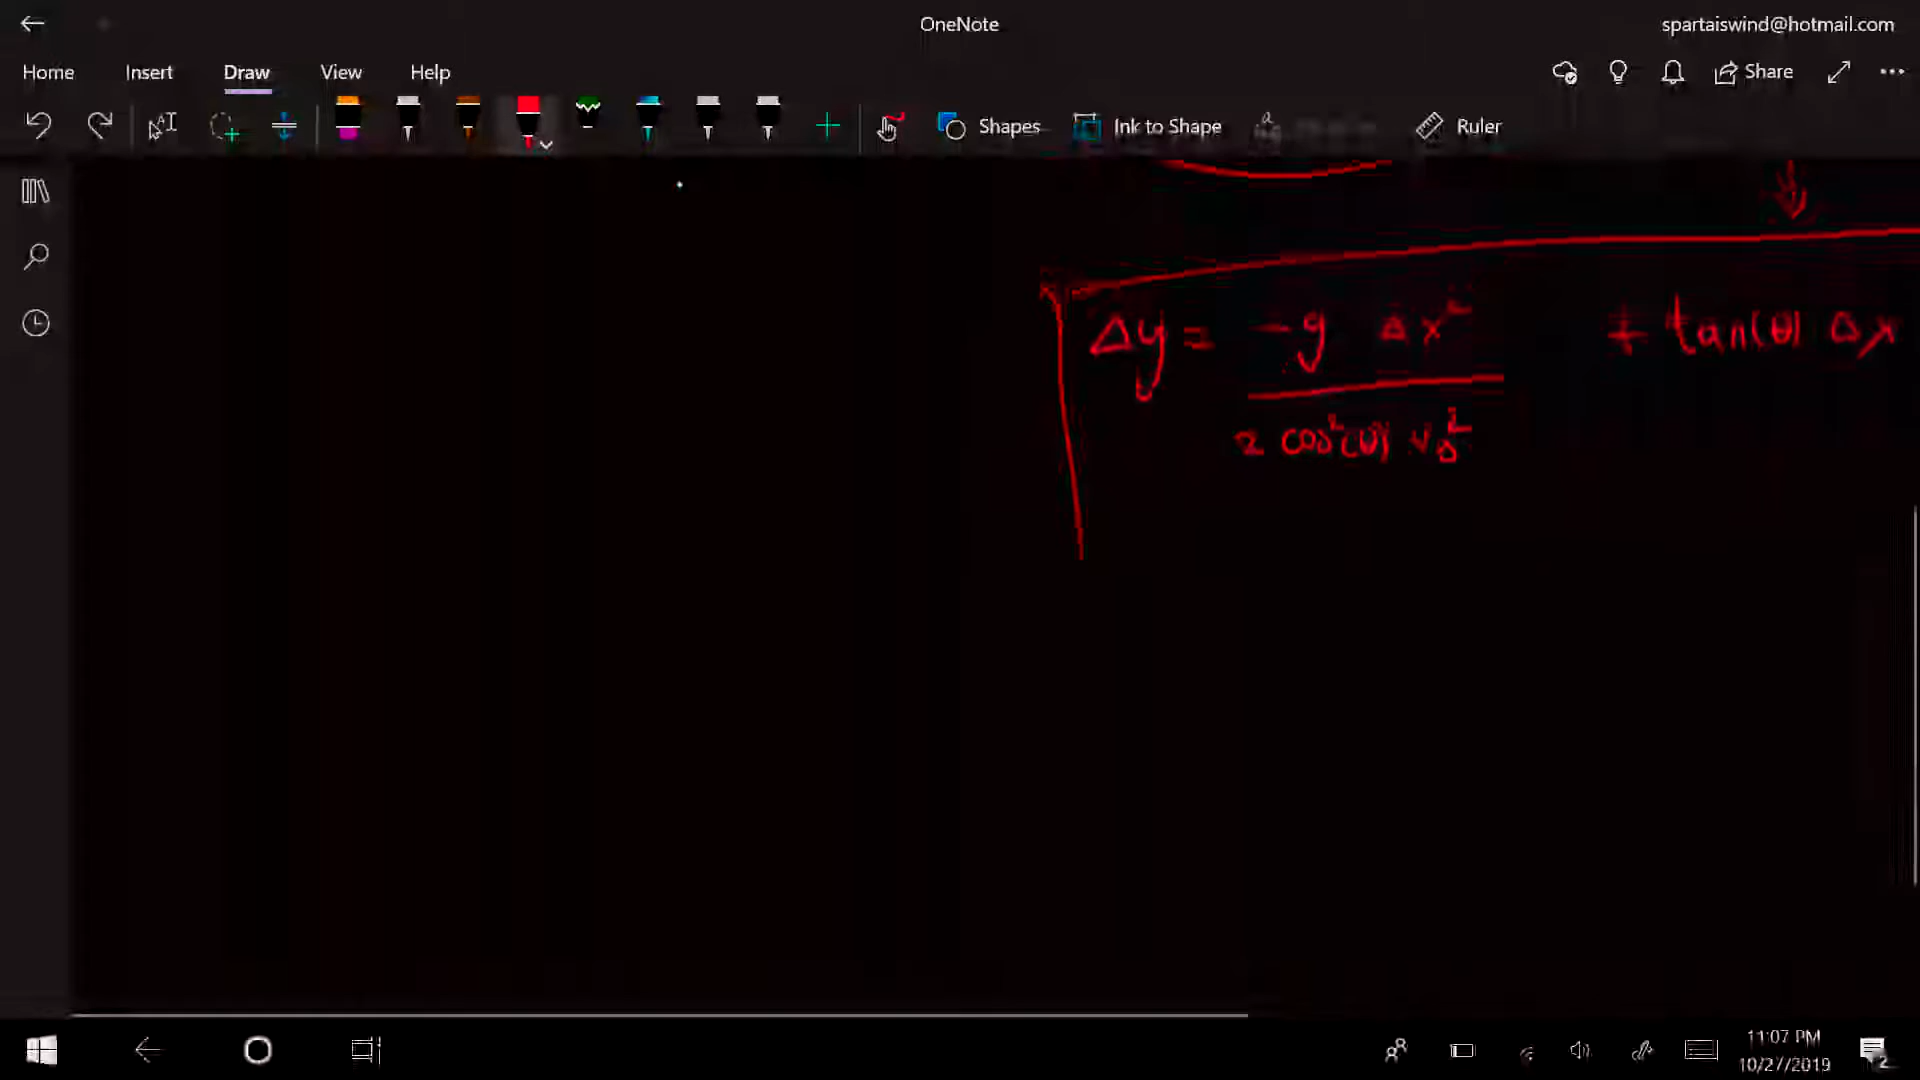 OneNote
spartaiswind@hotmail.com
Home Insert Draw View Help
Share
Shapes Ink to Shape Ruler
Δy = -g Δx² + tan(θ) Δx
2 cos²(θ) v₀²
11:07 PM
10/27/2019
2